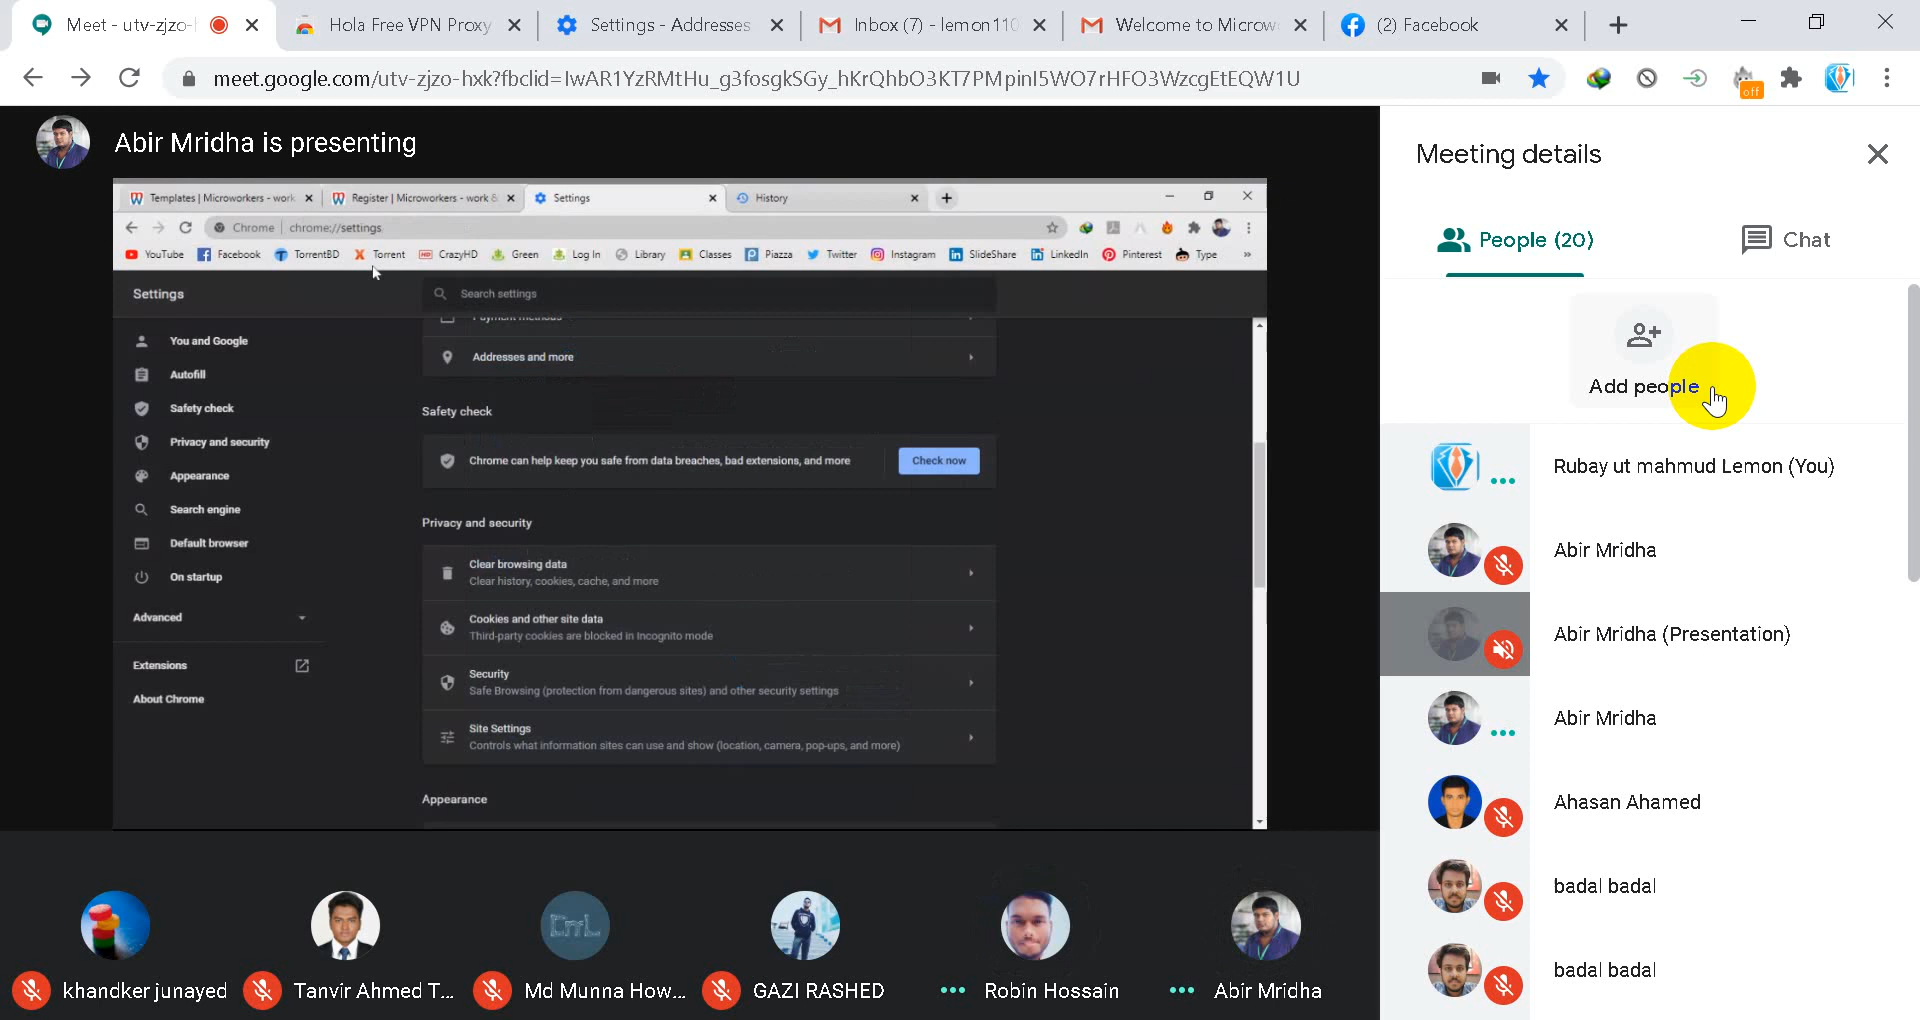 Meet - utv-zjzo-
Hola Free VPN Proxy
Settings - Addresses
Inbox (7) - lemon110
Welcome to Microw
(2) Facebook
meet.google.com/utv-zjzo-hxk?fbclid=IwAR1YzRMtHu_g3fosgkSGy_hKrQhbO3KT7PMpinI5WO7rHFO3WzcgEtEQW1U
off
Abir Mridha is presenting
Templates | Microworkers - work
Register | Microworkers - work &
Settings
History
Chrome | chrome://settings
YouTube Facebook TorrentBD Torrent CrazyHD Green Log In Library Classes Piazza Twitter Instagram SlideShare LinkedIn Pinterest Type »
Settings
Search settings
You and Google
Autofill
Safety check
Privacy and security
Appearance
Search engine
Default browser
On startup
Advanced
Extensions
About Chrome
Payment methods
Addresses and more
Safety check
Chrome can help keep you safe from data breaches, bad extensions, and more
Check now
Privacy and security
Clear browsing data
Clear history, cookies, cache, and more
Cookies and other site data
Third-party cookies are blocked in Incognito mode
Security
Safe Browsing (protection from dangerous sites) and other security settings
Site Settings
Controls what information sites can use and show (location, camera, pop-ups, and more)
Appearance
khandker junayed
Tanvir Ahmed T...
Md Munna How...
GAZI RASHED
Robin Hossain
Abir Mridha
Meeting details
People (20)
Chat
Add people
Rubay ut mahmud Lemon (You)
Abir Mridha
Abir Mridha (Presentation)
Abir Mridha
Ahasan Ahamed
badal badal
badal badal